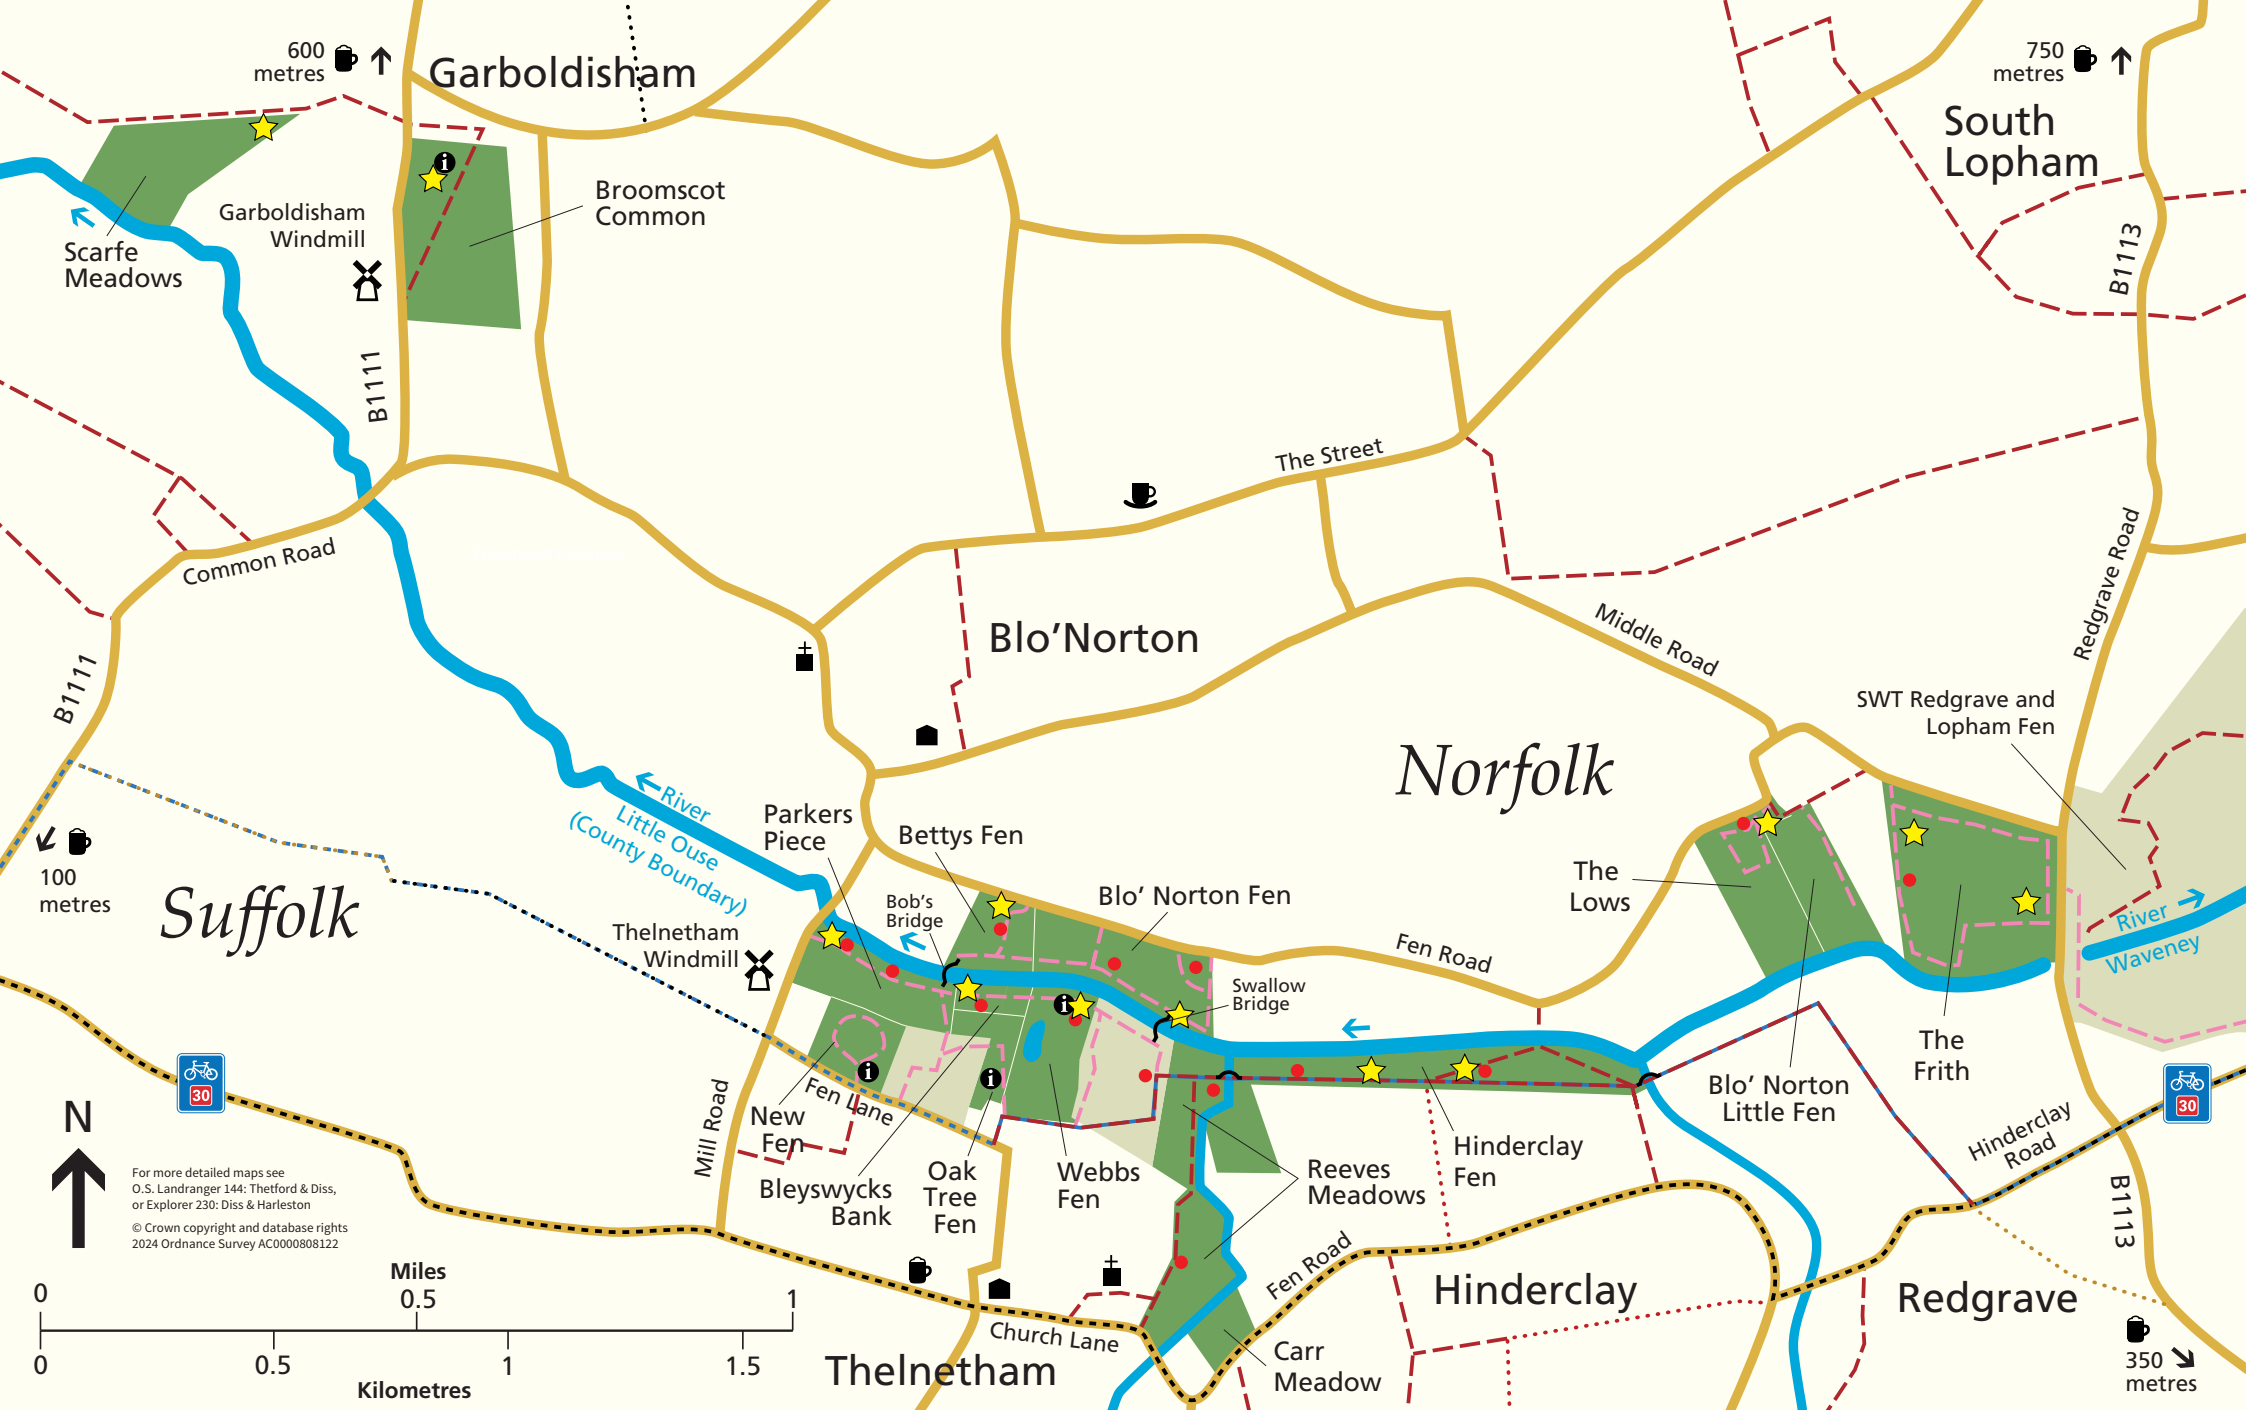 600
metres
Garboldisham
750
metres
South
Lopham
Broomscot
Common
Garboldisham
Windmill
Scarfe
Meadows
B1113
B1111
The Street
Common Road
Redgrave Road
Blo’Norton
Middle Road
B1111
SWT Redgrave and
Lopham Fen
Norfolk
River
Little Ouse
(County Boundary)
Parkers
Piece
Bettys Fen
100
metres
Suffolk
Bob’s
Bridge
Blo’ Norton Fen
The
Lows
River
Waveney
Thelnetham
Windmill
Fen Road
Swallow
Bridge
The
Frith
30
30
Blo’ Norton
Little Fen
N
Mill Road
New
Fen
Fen Lane
Hinderclay
Road
Hinderclay
Fen
For more detailed maps see
O.S. Landranger 144: Thetford & Diss,
or Explorer 230: Diss & Harleston
© Crown copyright and database rights
2024 Ordnance Survey AC0000808122
Bleyswycks
Bank
Oak
Tree
Fen
Webbs
Fen
Reeves
Meadows
B1113
Fen Road
Hinderclay
Redgrave
Miles
0
0.5
1
0
0.5
1
1.5
Kilometres
Church Lane
Thelnetham
Carr
Meadow
350
metres